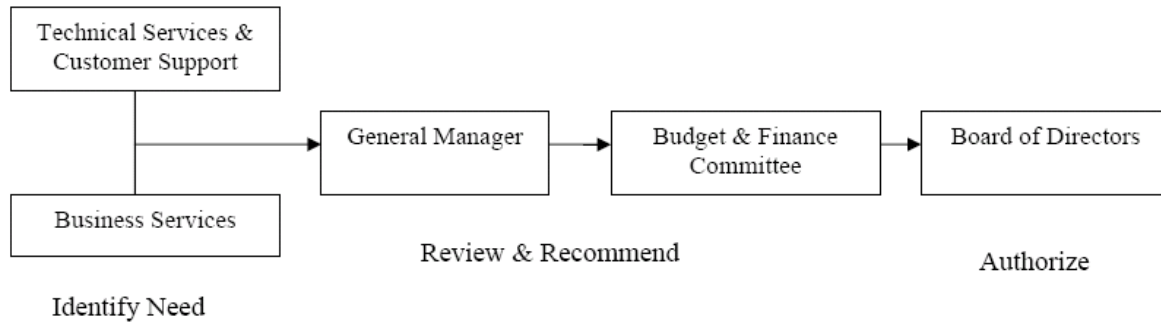 Technical Services &
Customer Support
General Manager
Budget & Finance
Committee
Board of Directors
Business Services
Review & Recommend
Authorize
Identify Need